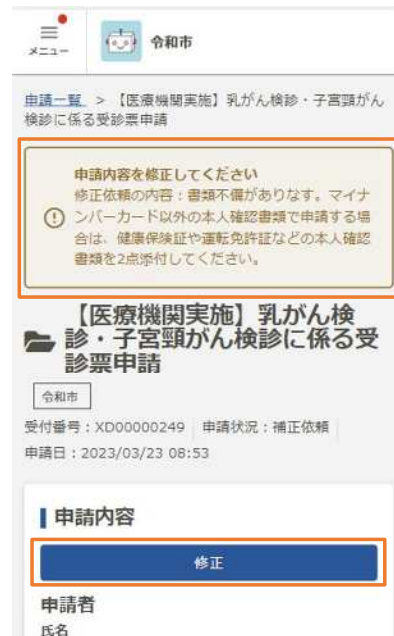 メニュー
令和市
申請一覧 > 【医療機関実施】乳がん検診・子宮頸がん
検診に係る受診票申請
申請内容を修正してください
修正依頼の内容：書類不備がありなす。マイナ
ンバーカード以外の本人確認書類で申請する場
合は、健康保険証や運転免許証などの本人確認
書類を2点添付してください。
【医療機関実施】乳がん検
診・子宮頸がん検診に係る受
診票申請
令和市
受付番号：XD00000249 申請状況：補正依頼
申請日：2023/03/23 08:53
申請内容
修正
申請者
氏名